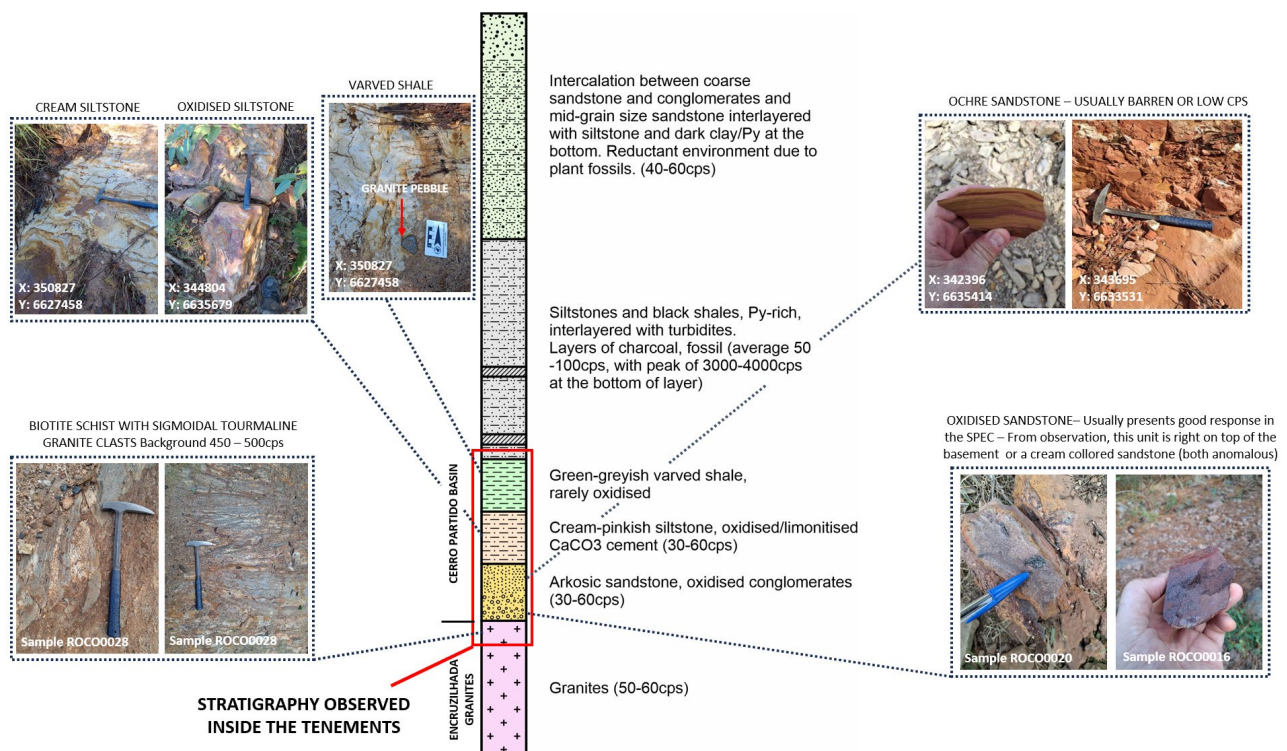 VARVED SHALE
CREAM SILTSTONE
OXIDISED SILTSTONE
X: 350827
Y: 6627458
X: 344804
Y: 6635679
GRANITE PEBBLE
X: 350827
Y: 6627458
BIOTITE SCHIST WITH SIGMOIDAL TOURMALINE
GRANITE CLASTS Background 450 – 500cps
Sample ROCO0028
Sample ROCO0028
STRATIGRAPHY OBSERVED
INSIDE THE TENEMENTS
CERRO PARTIDO BASIN
ENCRUZILHADA
GRANITES
Intercalation between coarse
sandstone and conglomerates and
mid-grain size sandstone interlayered
with siltstone and dark clay/Py at the
bottom. Reductant environment due to
plant fossils. (40-60cps)
Siltstones and black shales, Py-rich,
interlayered with turbidites.
Layers of charcoal, fossil (average 50
-100cps, with peak of 3000-4000cps
at the bottom of layer)
Green-greyish varved shale,
rarely oxidised
Cream-pinkish siltstone, oxidised/limonitised
CaCO3 cement (30-60cps)
Arkosic sandstone, oxidised conglomerates
(30-60cps)
Granites (50-60cps)
OCHRE SANDSTONE – USUALLY BARREN OR LOW CPS
X: 342396
Y: 6635414
X: 343695
Y: 6633531
OXIDISED SANDSTONE– Usually presents good response in
the SPEC – From observation, this unit is right on top of the
basement or a cream collored sandstone (both anomalous)
Sample ROCO0020
Sample ROCO0016